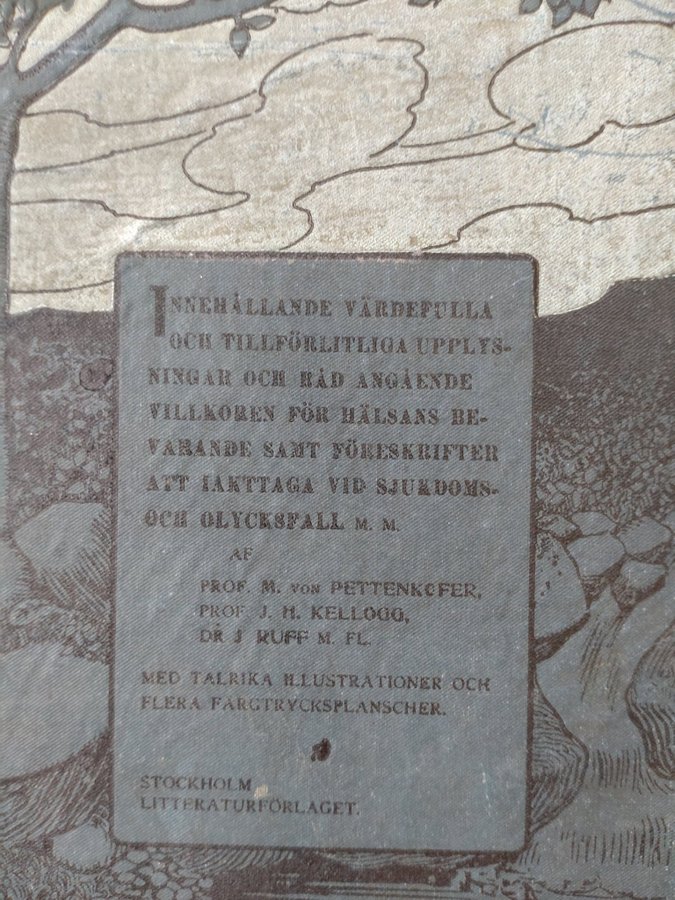 INNEHÅLLANDE VÄRDEFULLA
OCH TILLFÖRLITLIGA UPPLYS-
NINGAR OCH RÅD ANGÅENDE
VILLKOREN FÖR HÄLSANS BE-
VARANDE SAMT FÖRESKRIFTER
ATT IAKTTAGA VID SJUKDOMS-
OCH OLYCKSFALL M. M.
AF
PROF. M. VON PETTENKOFER,
PROF. J. H. KELLOGG,
DR J RUFF M. FL.
MED TALRIKA ILLUSTRATIONER OCH
FLERA FÄRGTRYCKSPLANSCHER.
STOCKHOLM
LITTERATURFÖRLAGET.